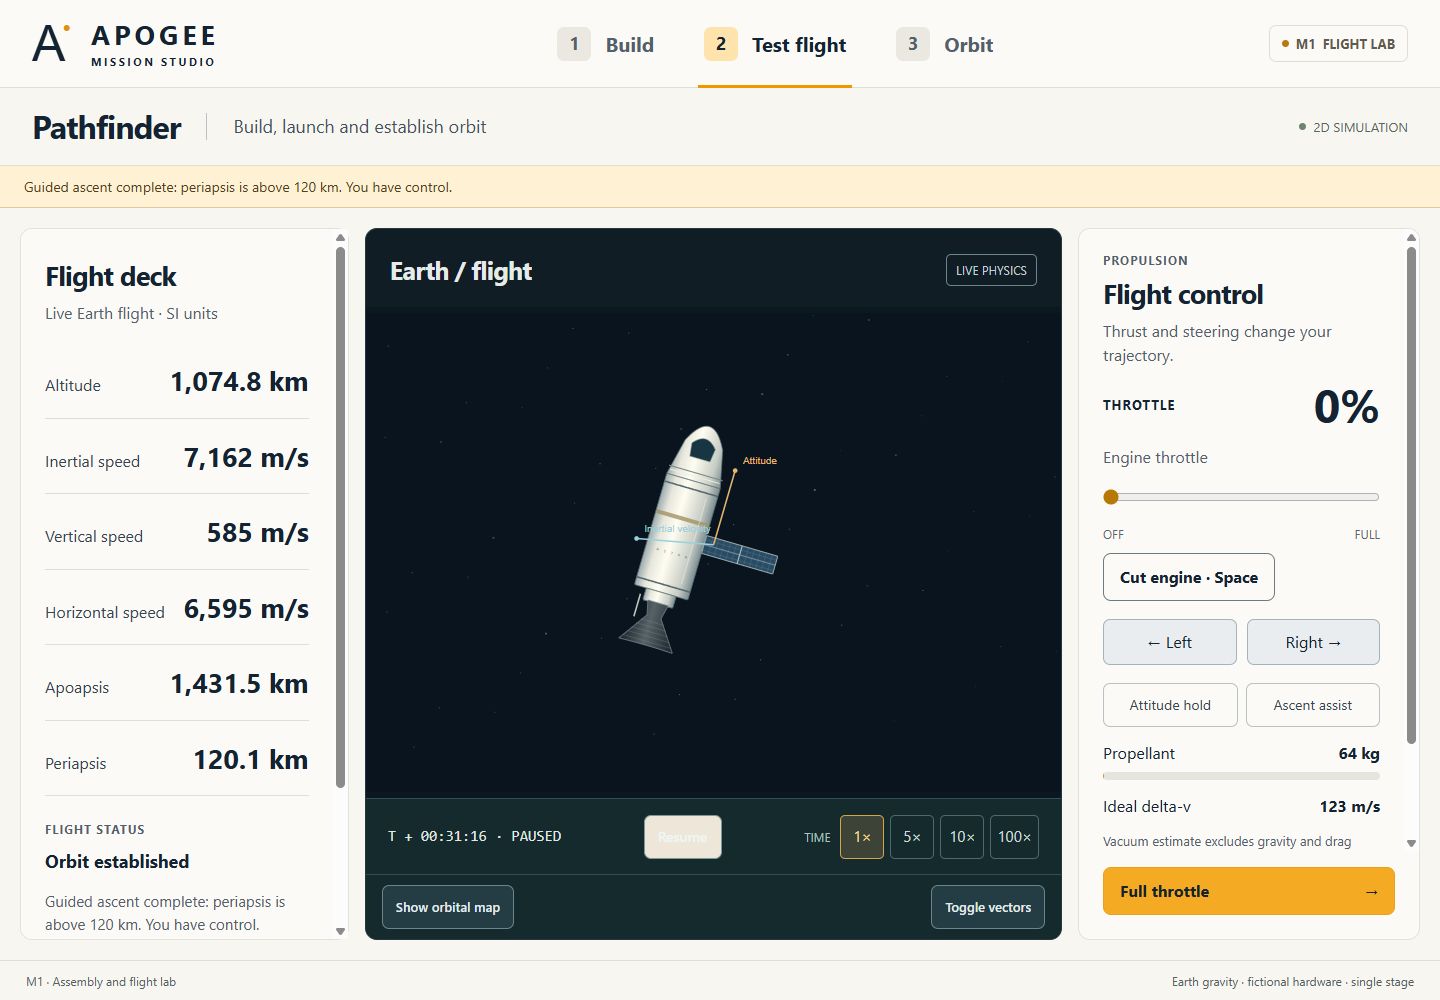 APOGEE
MISSION STUDIO
1 Build
2 Test flight
3 Orbit
M1 FLIGHT LAB
Pathfinder
Build, launch and establish orbit
2D SIMULATION
Guided ascent complete: periapsis is above 120 km. You have control.
Flight deck
Live Earth flight · SI units
Altitude 1,074.8 km
Inertial speed 7,162 m/s
Vertical speed 585 m/s
Horizontal speed 6,595 m/s
Apoapsis 1,431.5 km
Periapsis 120.1 km
FLIGHT STATUS
Orbit established
Guided ascent complete: periapsis is
above 120 km. You have control.
Earth / flight
LIVE PHYSICS
Attitude
Inertial velocity
T + 00:31:16 · PAUSED
Resume
TIME 1× 5× 10× 100×
Show orbital map
Toggle vectors
PROPULSION
Flight control
Thrust and steering change your
trajectory.
THROTTLE 0%
Engine throttle
OFF FULL
Cut engine · Space
← Left
Right →
Attitude hold
Ascent assist
Propellant 64 kg
Ideal delta-v 123 m/s
Vacuum estimate excludes gravity and drag
Full throttle →
M1 · Assembly and flight lab
Earth gravity · fictional hardware · single stage